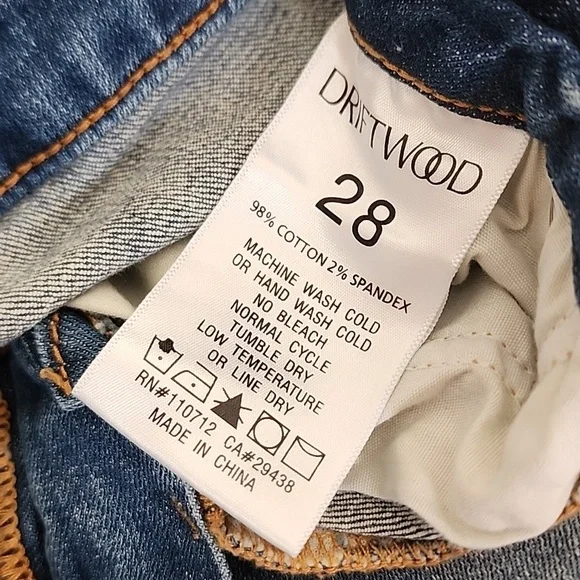 DRIFTWOOD
28
98% COTTON 2% SPANDEX
MACHINE WASH COLD
OR HAND WASH COLD
NO BLEACH
NORMAL CYCLE
TUMBLE DRY
LOW TEMPERATURE
OR LINE DRY
RN#110712 CA#29438
MADE IN CHINA